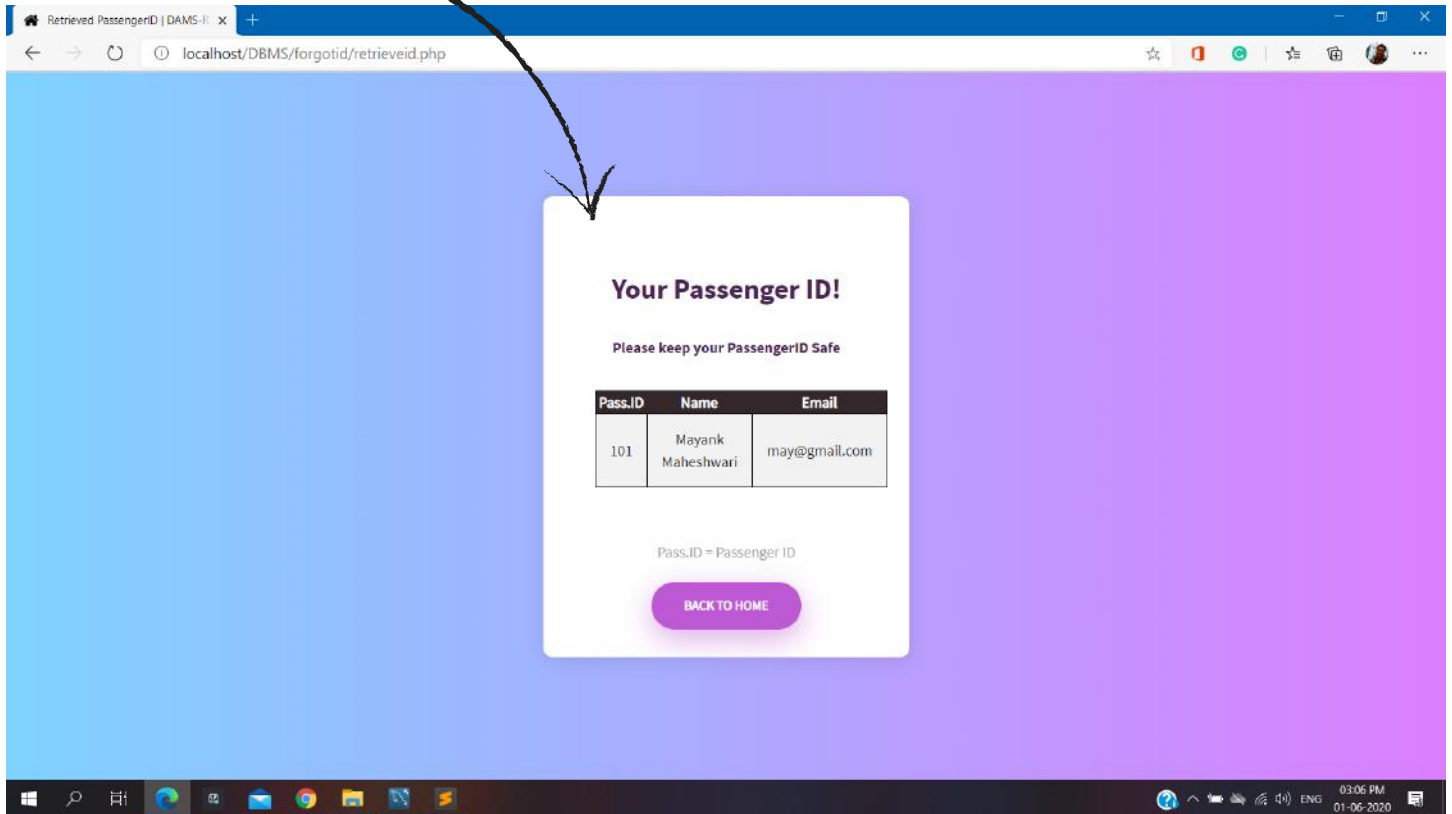 Retrieved PassengerID | DAMS-R
localhost/DBMS/forgotid/retrieveid.php
Your Passenger ID!
Please keep your PassengerID Safe
Pass.ID Name Email
101 Mayank Maheshwari may@gmail.com
Pass.ID = Passenger ID
BACK TO HOME
ENG
03:06 PM
01-06-2020